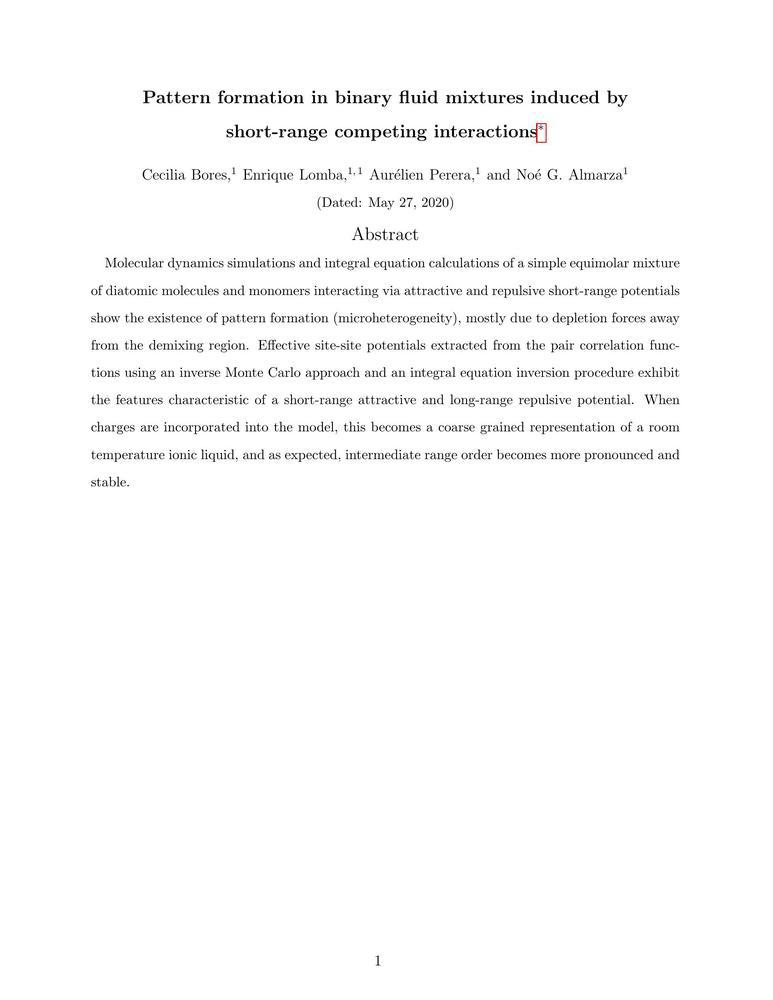 Pattern formation in binary fluid mixtures induced by
short-range competing interactions*
Cecilia Bores,1 Enrique Lomba,1, 1 Aurélien Perera,1 and Noé G. Almarza1
(Dated: May 27, 2020)
Abstract
Molecular dynamics simulations and integral equation calculations of a simple equimolar mixture
of diatomic molecules and monomers interacting via attractive and repulsive short-range potentials
show the existence of pattern formation (microheterogeneity), mostly due to depletion forces away
from the demixing region. Effective site-site potentials extracted from the pair correlation func-
tions using an inverse Monte Carlo approach and an integral equation inversion procedure exhibit
the features characteristic of a short-range attractive and long-range repulsive potential. When
charges are incorporated into the model, this becomes a coarse grained representation of a room
temperature ionic liquid, and as expected, intermediate range order becomes more pronounced and
stable.
1